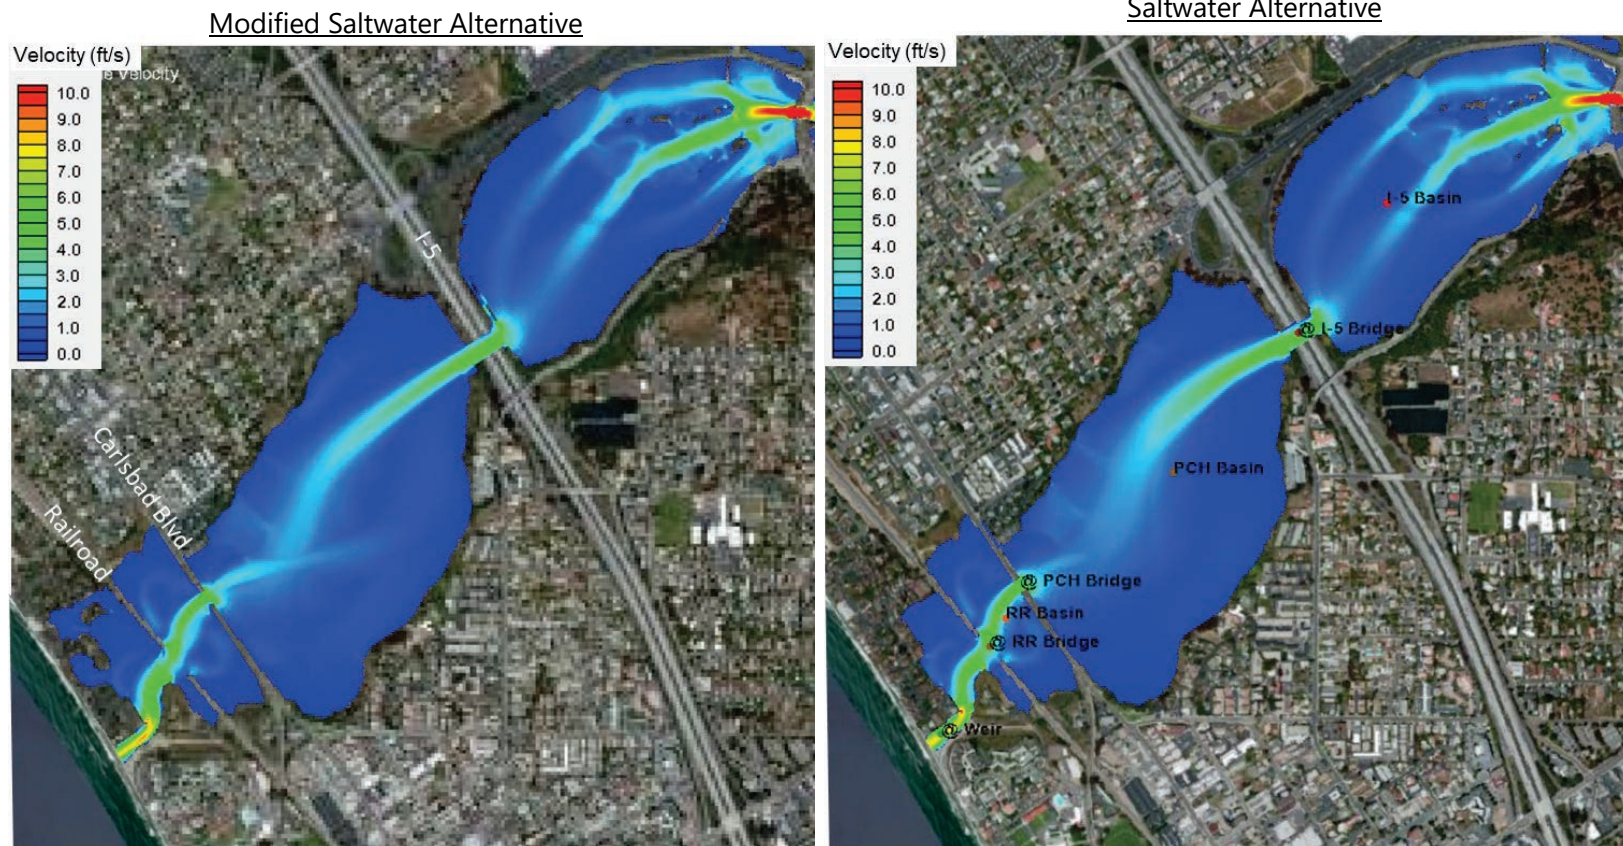 Modified Saltwater Alternative
Velocity (ft/s)
e Velocity
10.0
9.0
8.0
7.0
6.0
5.0
4.0
3.0
2.0
1.0
0.0
I-5
Carlsbad Blvd
Railroad
Saltwater Alternative
Velocity (ft/s)
10.0
9.0
8.0
7.0
6.0
5.0
4.0
3.0
2.0
1.0
0.0
I-5 Basin
@ I-5 Bridge
PCH Basin
@ PCH Bridge
RR Basin
@ RR Bridge
@ Weir